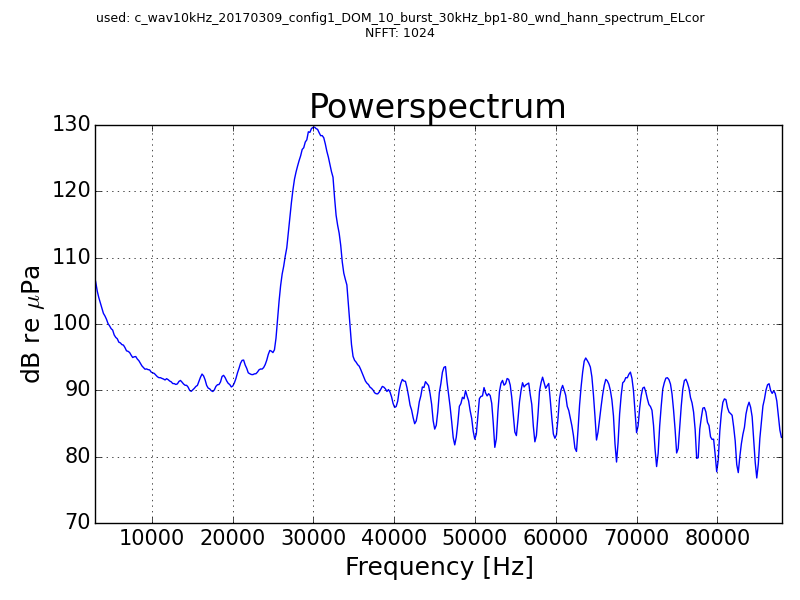 used: c_wav10kHz_20170309_config1_DOM_10_burst_30kHz_bp1-80_wnd_hann_spectrum_ELcor
NFFT: 1024
Powerspectrum
130
120
110
100
90
80
70
dB re μPa
10000 20000 30000 40000 50000 60000 70000 80000
Frequency [Hz]